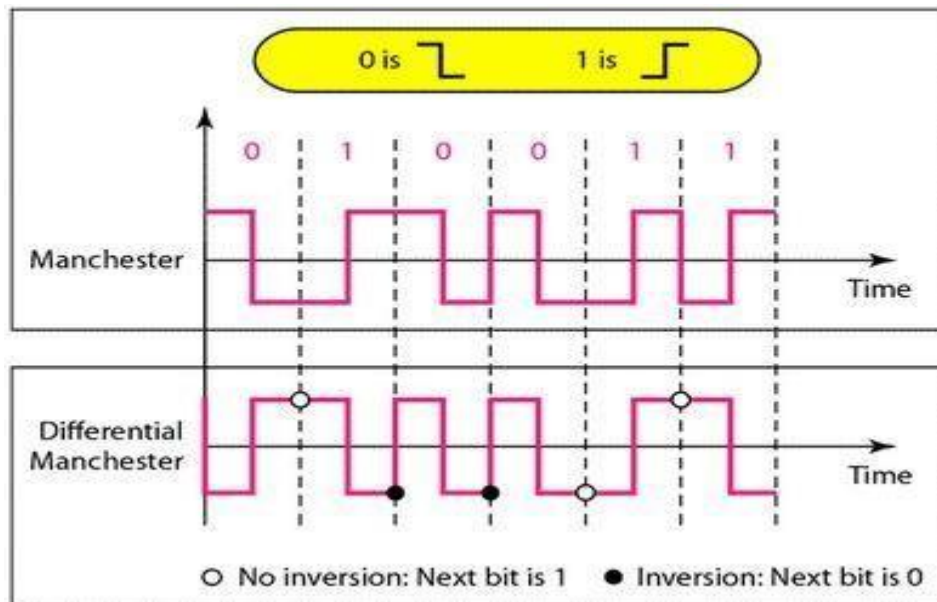 0 is 1 is
0 1 0 0 1 1
Manchester
Time
Differential
Manchester
Time
No inversion: Next bit is 1 Inversion: Next bit is 0